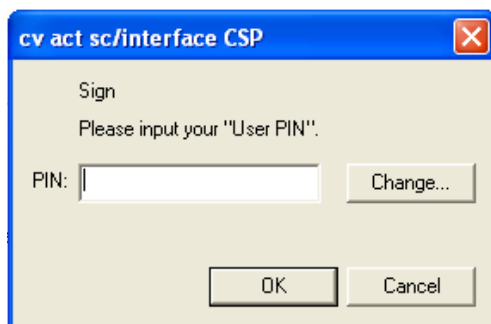 cv act sc/interface CSP
Sign
Please input your "User PIN".
PIN:
Change...
OK
Cancel